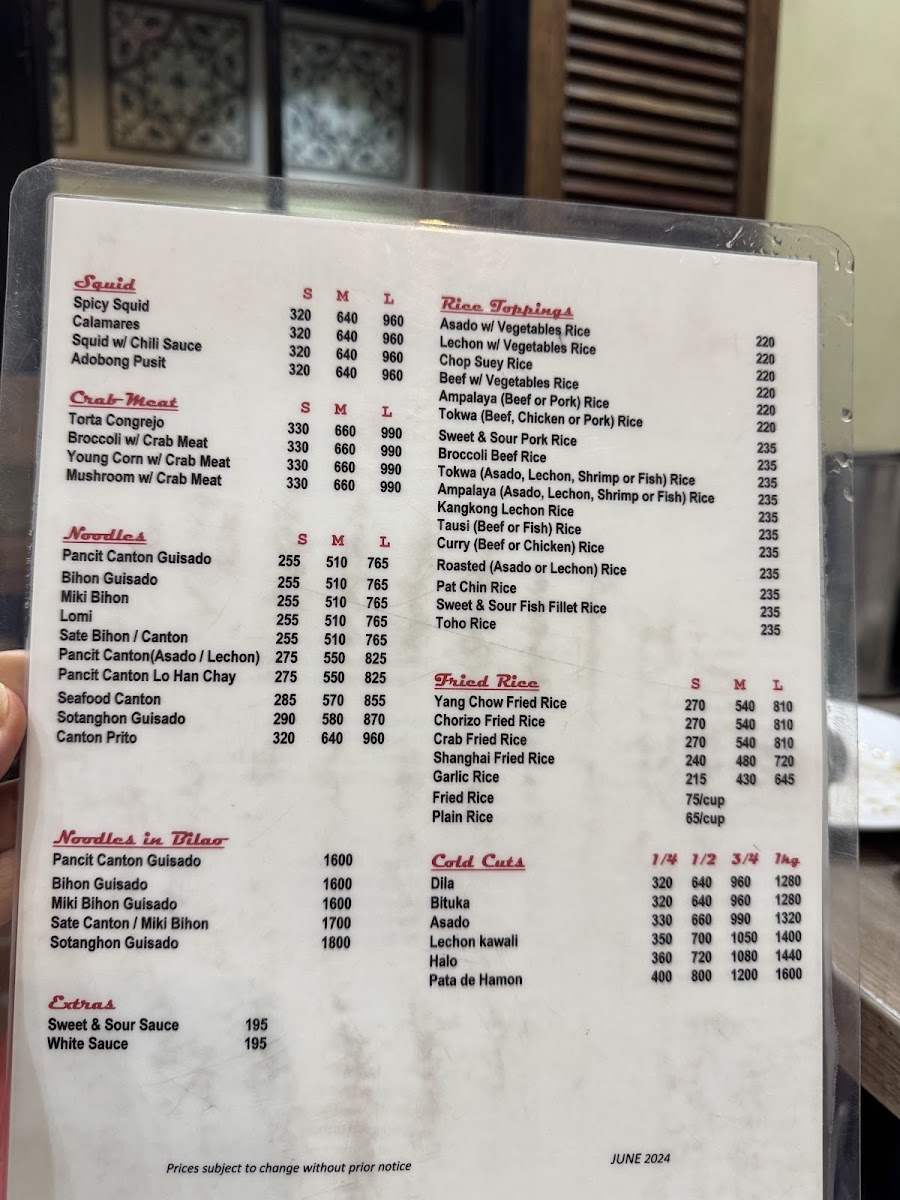 Squid S M L
Spicy Squid 320 640 960
Calamares 320 640 960
Squid w/ Chili Sauce 320 640 960
Adobong Pusit 320 640 960
Crab Meat S M L
Torta Congrejo 330 660 990
Broccoli w/ Crab Meat 330 660 990
Young Corn w/ Crab Meat 330 660 990
Mushroom w/ Crab Meat 330 660 990
Noodles S M L
Pancit Canton Guisado 255 510 765
Bihon Guisado 255 510 765
Miki Bihon 255 510 765
Lomi 255 510 765
Sate Bihon / Canton 255 510 765
Pancit Canton(Asado / Lechon) 275 550 825
Pancit Canton Lo Han Chay 275 550 825
Seafood Canton 285 570 855
Sotanghon Guisado 290 580 870
Canton Prito 320 640 960
Noodles in Bilao
Pancit Canton Guisado 1600
Bihon Guisado 1600
Miki Bihon Guisado 1600
Sate Canton / Miki Bihon 1700
Sotanghon Guisado 1800
Extras
Sweet & Sour Sauce 195
White Sauce 195
Rice Toppings
Asado w/ Vegetables Rice 220
Lechon w/ Vegetables Rice 220
Chop Suey Rice 220
Beef w/ Vegetables Rice 220
Ampalaya (Beef or Pork) Rice 220
Tokwa (Beef, Chicken or Pork) Rice 220
Sweet & Sour Pork Rice 235
Broccoli Beef Rice 235
Tokwa (Asado, Lechon, Shrimp or Fish) Rice 235
Ampalaya (Asado, Lechon, Shrimp or Fish) Rice 235
Kangkong Lechon Rice 235
Tausi (Beef or Fish) Rice 235
Curry (Beef or Chicken) Rice 235
Roasted (Asado or Lechon) Rice 235
Pat Chin Rice 235
Sweet & Sour Fish Fillet Rice 235
Toho Rice 235
Fried Rice S M L
Yang Chow Fried Rice 270 540 810
Chorizo Fried Rice 270 540 810
Crab Fried Rice 270 540 810
Shanghai Fried Rice 240 480 720
Garlic Rice 215 430 645
Fried Rice 75/cup
Plain Rice 65/cup
Cold Cuts 1/4 1/2 3/4 1kg
Dila 320 640 960 1280
Bituka 320 640 960 1280
Asado 330 660 990 1320
Lechon kawali 350 700 1050 1400
Halo 360 720 1080 1440
Pata de Hamon 400 800 1200 1600
Prices subject to change without prior notice
JUNE 2024